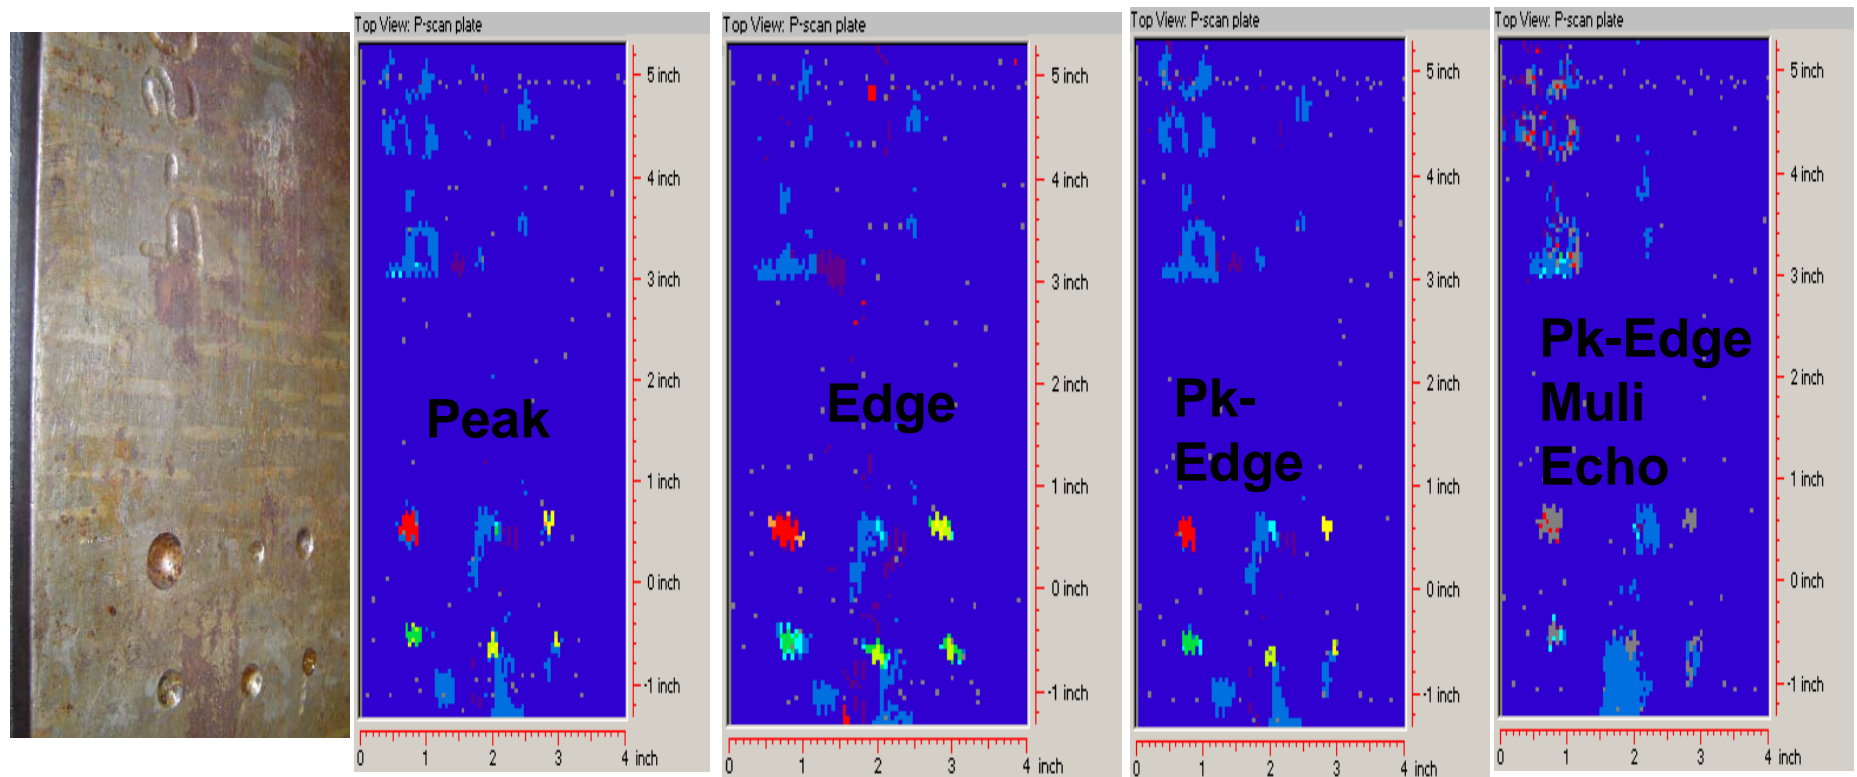 Top View: P-scan plate
5 inch
4 inch
3 inch
2 inch
1 inch
0 inch
-1 inch
Peak
0 1 2 3 4 inch
Top View: P-scan plate
5 inch
4 inch
3 inch
2 inch
1 inch
0 inch
-1 inch
Edge
0 1 2 3 4 inch
Top View: P-scan plate
5 inch
4 inch
3 inch
2 inch
1 inch
0 inch
-1 inch
Pk-
Edge
0 1 2 3 4 inch
Top View: P-scan plate
5 inch
4 inch
3 inch
2 inch
1 inch
0 inch
-1 inch
Pk-Edge
Muli
Echo
0 1 2 3 4 inch